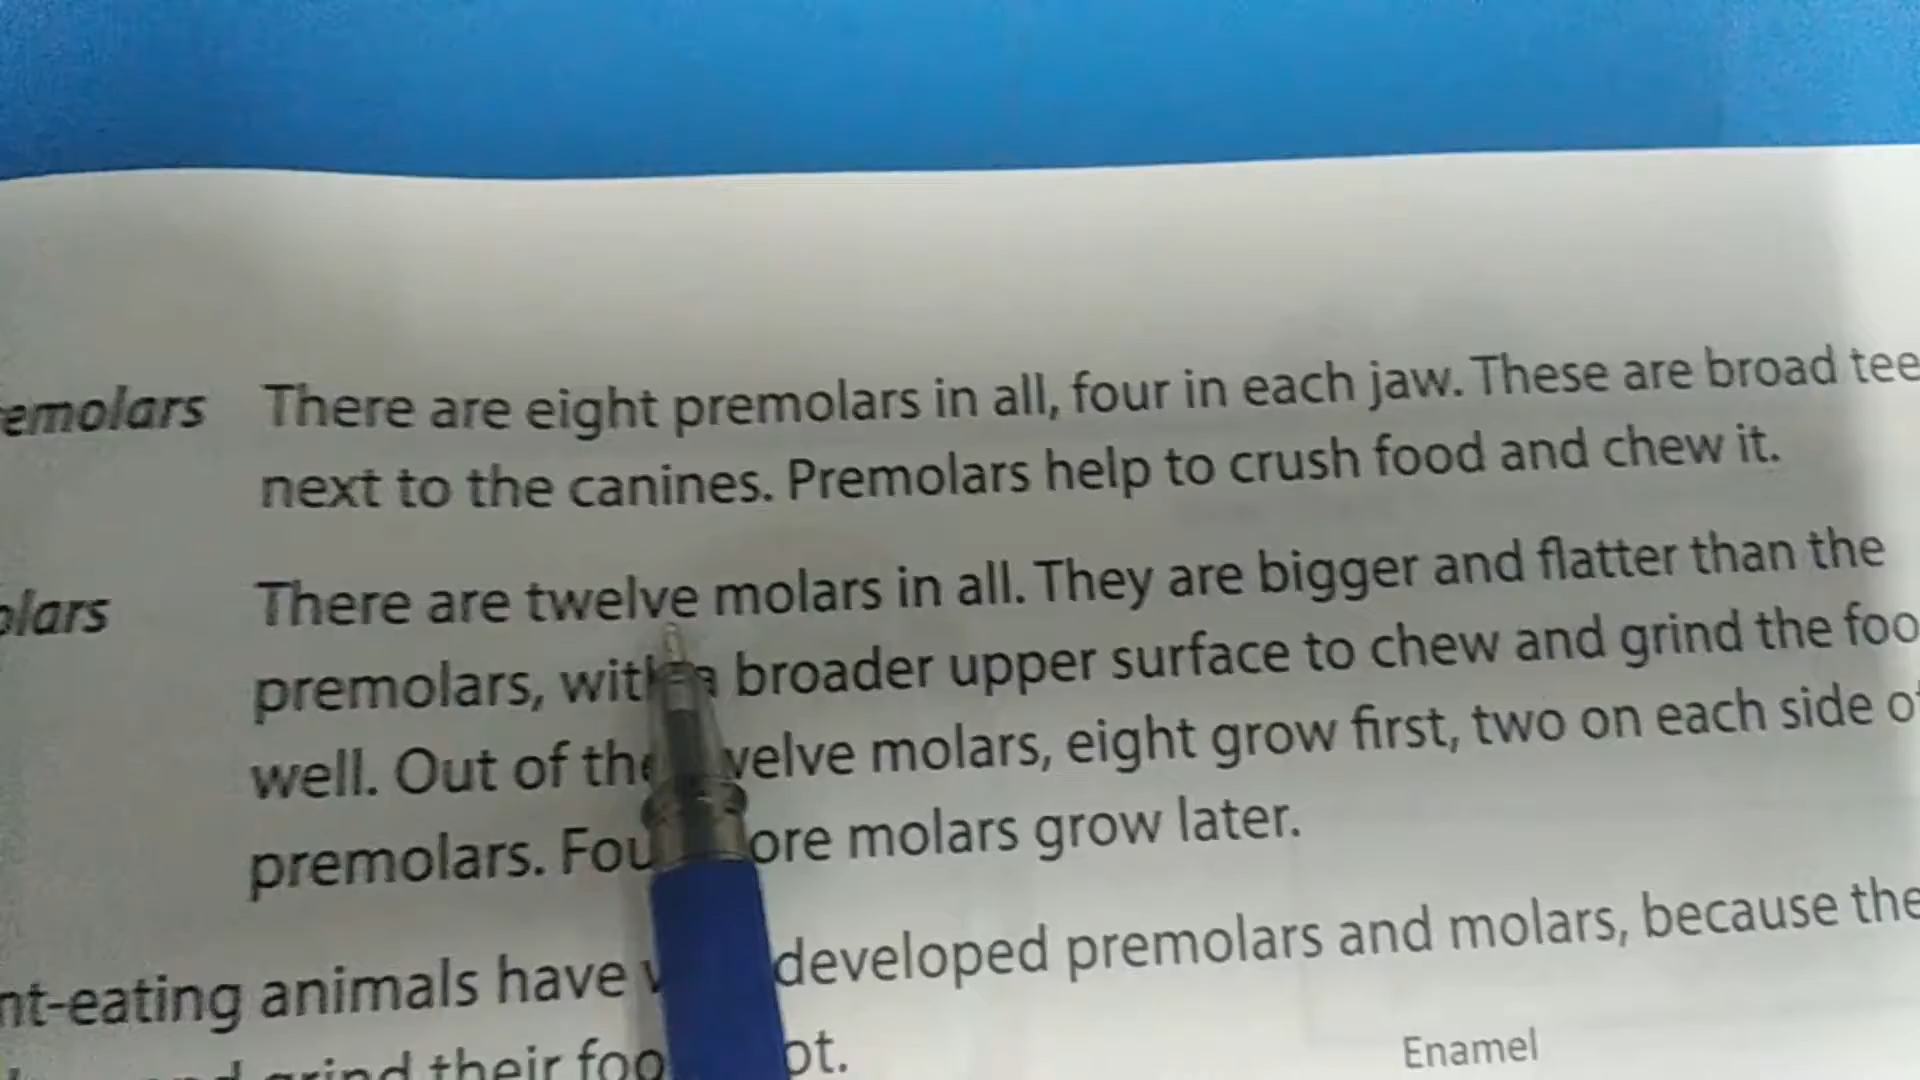 emolars There are eight premolars in all, four in each jaw. These are broad tee
next to the canines. Premolars help to crush food and chew it.
olars There are twelve molars in all. They are bigger and flatter than the
premolars, with a broader upper surface to chew and grind the foo
well. Out of the welve molars, eight grow first, two on each side of
premolars. Fou ore molars grow later.
nt-eating animals have developed premolars and molars, because the
grind their foo ot.
Enamel